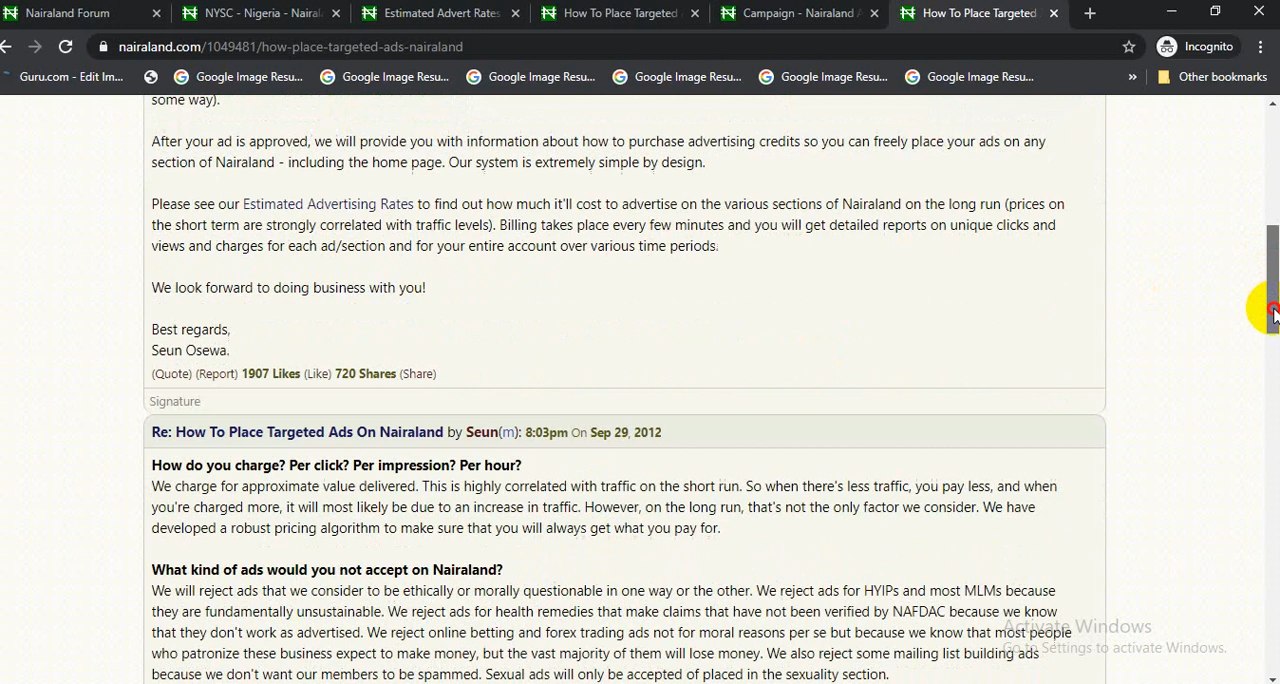 Nairaland Forum
NYSC - Nigeria - Nairal
Estimated Advert Rates
How To Place Targeted
Campaign - Nairaland
How To Place Targeted
nairaland.com/1049481/how-place-targeted-ads-nairaland
Incognito
Guru.com - Edit Im...
Google Image Resu...
Google Image Resu...
Google Image Resu...
Google Image Resu...
Google Image Resu...
Google Image Resu...
»
Other bookmarks
some way).
After your ad is approved, we will provide you with information about how to purchase advertising credits so you can freely place your ads on any
section of Nairaland - including the home page. Our system is extremely simple by design.
Please see our Estimated Advertising Rates to find out how much it'll cost to advertise on the various sections of Nairaland on the long run (prices on
the short term are strongly correlated with traffic levels). Billing takes place every few minutes and you will get detailed reports on unique clicks and
views and charges for each ad/section and for your entire account over various time periods.
We look forward to doing business with you!
Best regards,
Seun Osewa.
(Quote) (Report) 1907 Likes (Like) 720 Shares (Share)
Signature
Re: How To Place Targeted Ads On Nairaland by Seun(m): 8:03pm On Sep 29, 2012
How do you charge? Per click? Per impression? Per hour?
We charge for approximate value delivered. This is highly correlated with traffic on the short run. So when there's less traffic, you pay less, and when
you're charged more, it will most likely be due to an increase in traffic. However, on the long run, that's not the only factor we consider. We have
developed a robust pricing algorithm to make sure that you will always get what you pay for.
What kind of ads would you not accept on Nairaland?
We will reject ads that we consider to be ethically or morally questionable in one way or the other. We reject ads for HYIPs and most MLMs because
they are fundamentally unsustainable. We reject ads for health remedies that make claims that have not been verified by NAFDAC because we know
that they don't work as advertised. We reject online betting and forex trading ads not for moral reasons per se but because we know that most people
who patronize these business expect to make money, but the vast majority of them will lose money. We also reject some mailing list building ads
because we don't want our members to be spammed. Sexual ads will only be accepted of placed in the sexuality section.
Activate Windows
Go to Settings to activate Windows.